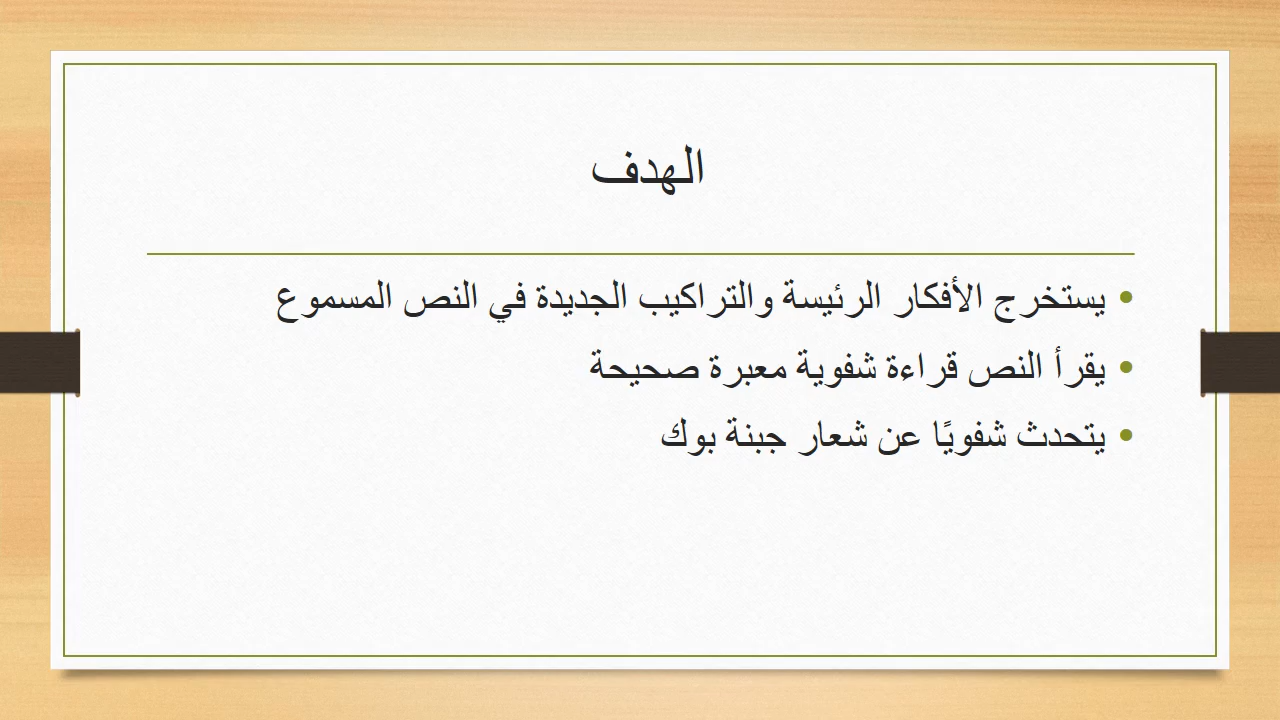 الهدف
يستخرج الأفكار الرئيسة والتراكيب الجديدة في النص المسموع
يقرأ النص قراءة شفوية معبرة صحيحة
يتحدث شفويًا عن شعار جبنة بوك